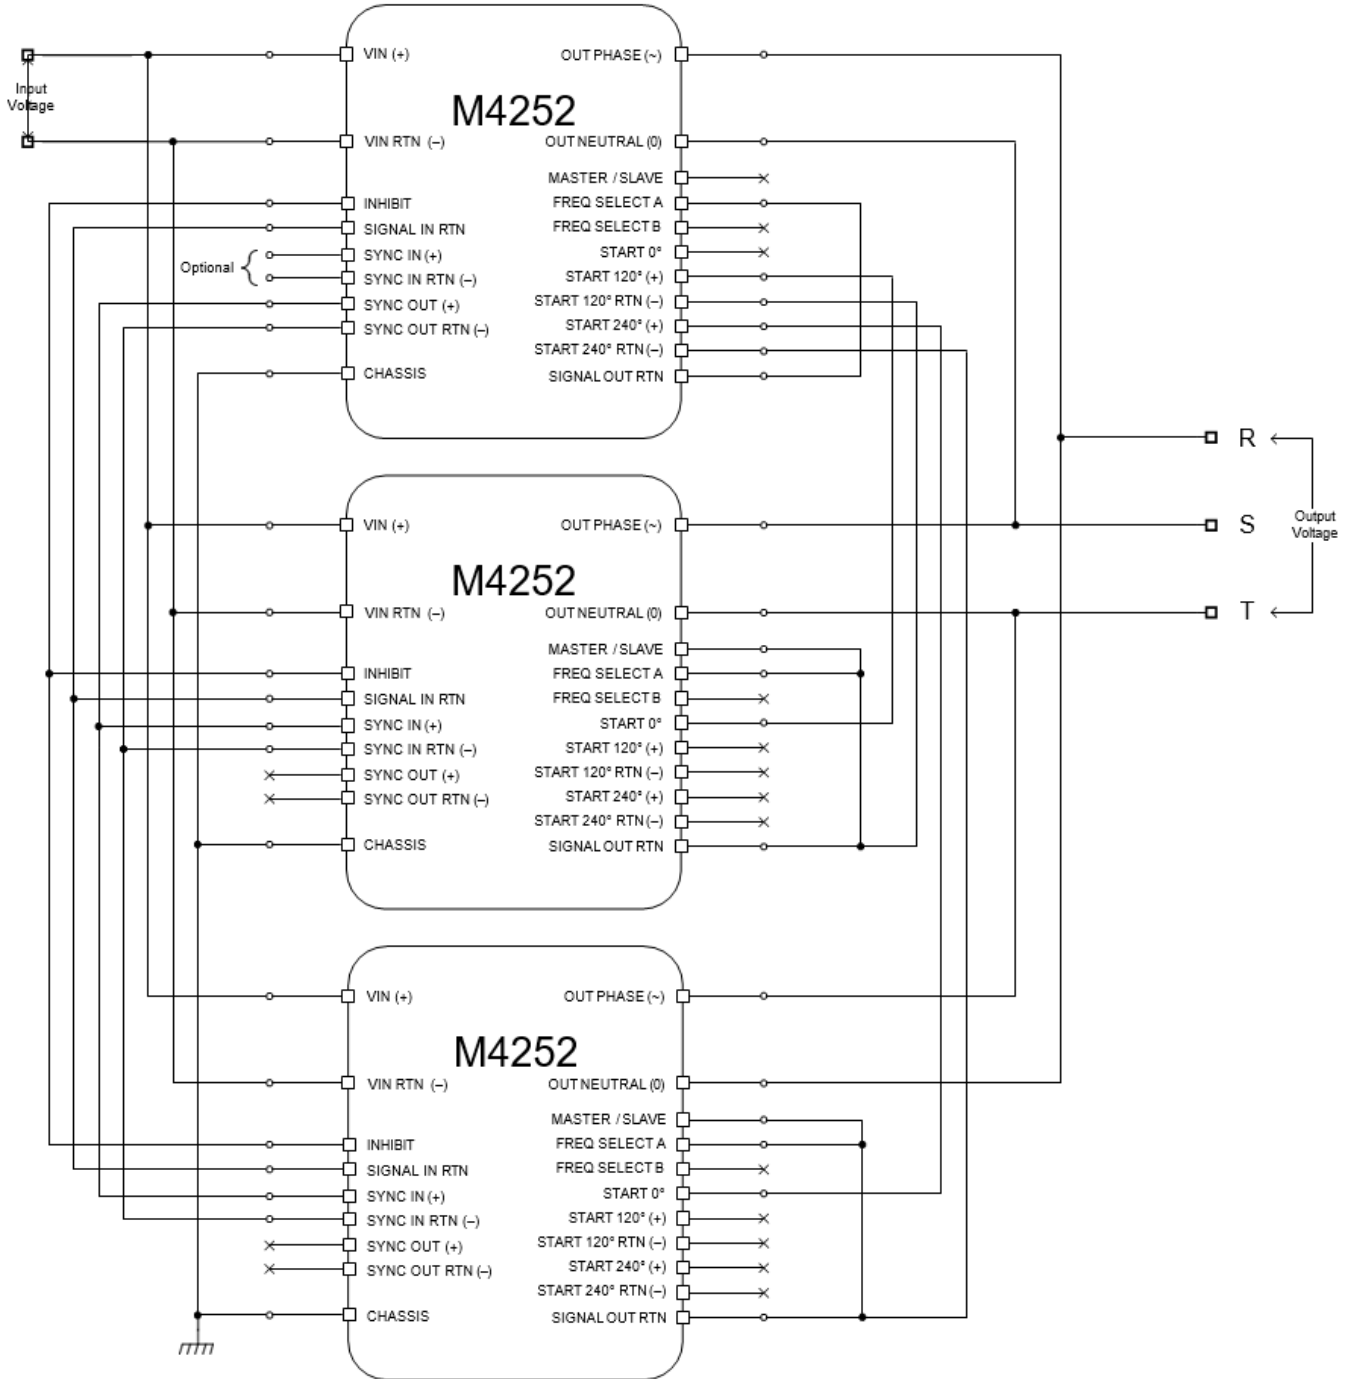 Input
Voltage
VIN (+)
OUT PHASE (~)
M4252
VIN RTN (–)
OUT NEUTRAL (0)
MASTER / SLAVE
INHIBIT
FREQ SELECT A
SIGNAL IN RTN
FREQ SELECT B
SYNC IN (+)
START 0°
Optional
SYNC IN RTN (–)
START 120° (+)
SYNC OUT (+)
START 120° RTN (–)
SYNC OUT RTN (–)
START 240° (+)
START 240° RTN (–)
CHASSIS
SIGNAL OUT RTN
R
S
T
Output
Voltage
VIN (+)
OUT PHASE (~)
M4252
VIN RTN (–)
OUT NEUTRAL (0)
MASTER / SLAVE
INHIBIT
FREQ SELECT A
SIGNAL IN RTN
FREQ SELECT B
SYNC IN (+)
START 0°
SYNC IN RTN (–)
START 120° (+)
SYNC OUT (+)
START 120° RTN (–)
SYNC OUT RTN (–)
START 240° (+)
START 240° RTN (–)
CHASSIS
SIGNAL OUT RTN
VIN (+)
OUT PHASE (~)
M4252
VIN RTN (–)
OUT NEUTRAL (0)
MASTER / SLAVE
INHIBIT
FREQ SELECT A
SIGNAL IN RTN
FREQ SELECT B
SYNC IN (+)
START 0°
SYNC IN RTN (–)
START 120° (+)
SYNC OUT (+)
START 120° RTN (–)
SYNC OUT RTN (–)
START 240° (+)
START 240° RTN (–)
CHASSIS
SIGNAL OUT RTN